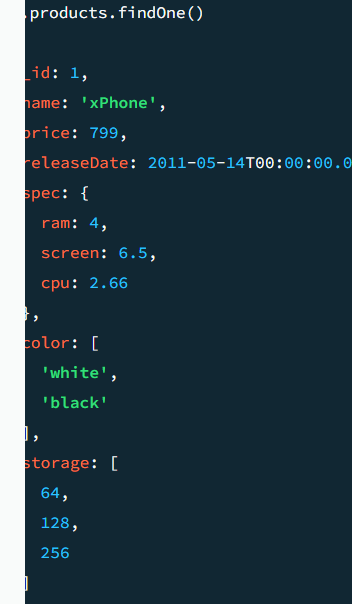 .products.findOne()
_id: 1,
name: 'xPhone',
price: 799,
releaseDate: 2011-05-14T00:00:00.0
spec: {
ram: 4,
screen: 6.5,
cpu: 2.66
},
color: [
'white',
'black'
],
storage: [
64,
128,
256
]